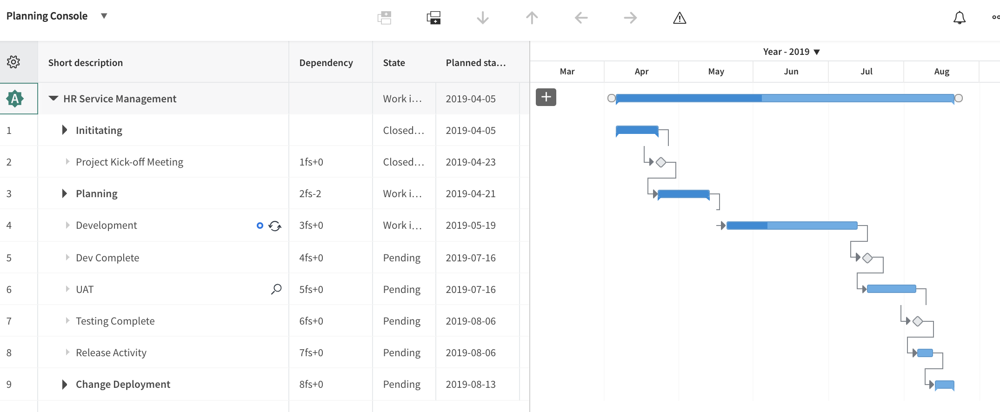 Planning Console
Year - 2019
Short description Dependency State Planned sta... Mar Apr May Jun Jul Aug
A HR Service Management Work i... 2019-04-05
1 Inititating Closed... 2019-04-05
2 Project Kick-off Meeting 1fs+0 Closed... 2019-04-23
3 Planning 2fs-2 Work i... 2019-04-21
4 Development 3fs+0 Work i... 2019-05-19
5 Dev Complete 4fs+0 Pending 2019-07-16
6 UAT 5fs+0 Pending 2019-07-16
7 Testing Complete 6fs+0 Pending 2019-08-06
8 Release Activity 7fs+0 Pending 2019-08-06
9 Change Deployment 8fs+0 Pending 2019-08-13